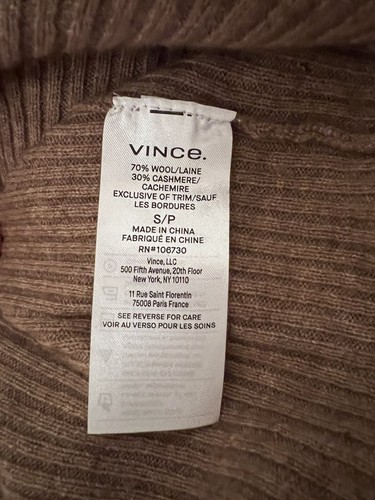 VINCE.
70% WOOL/LAINE
30% CASHMERE/
CACHEMIRE
EXCLUSIVE OF TRIM/SAUF
LES BORDURES
S/P
MADE IN CHINA
FABRIQUÉ EN CHINE
RN#106730
Vince, LLC
500 Fifth Avenue, 20th Floor
New York, NY 10110
11 Rue Saint Florentin
75008 Paris France
SEE REVERSE FOR CARE
VOIR AU VERSO POUR LES SOINS